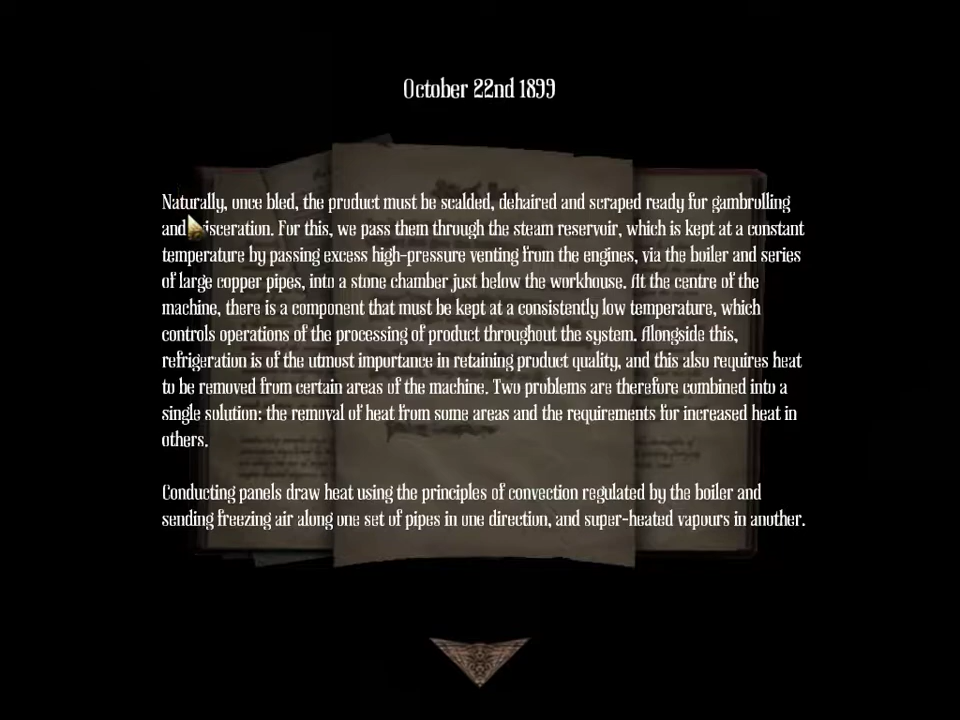 October 22nd 1899
Naturally, once bled, the product must be scalded, dehaired and scraped ready for gambrolling
and isceration. For this, we pass them through the steam reservoir, which is kept at a constant
temperature by passing excess high-pressure venting from the engines, via the boiler and series
of large copper pipes, into a stone chamber just below the workhouse. At the centre of the
machine, there is a component that must be kept at a consistently low temperature, which
controls operations of the processing of product throughout the system. Alongside this,
refrigeration is of the utmost importance in retaining product quality, and this also requires heat
to be removed from certain areas of the machine. Two problems are therefore combined into a
single solution: the removal of heat from some areas and the requirements for increased heat in
others.
Conducting panels draw heat using the principles of convection regulated by the boiler and
sending freezing air along one set of pipes in one direction, and super-heated vapours in another.